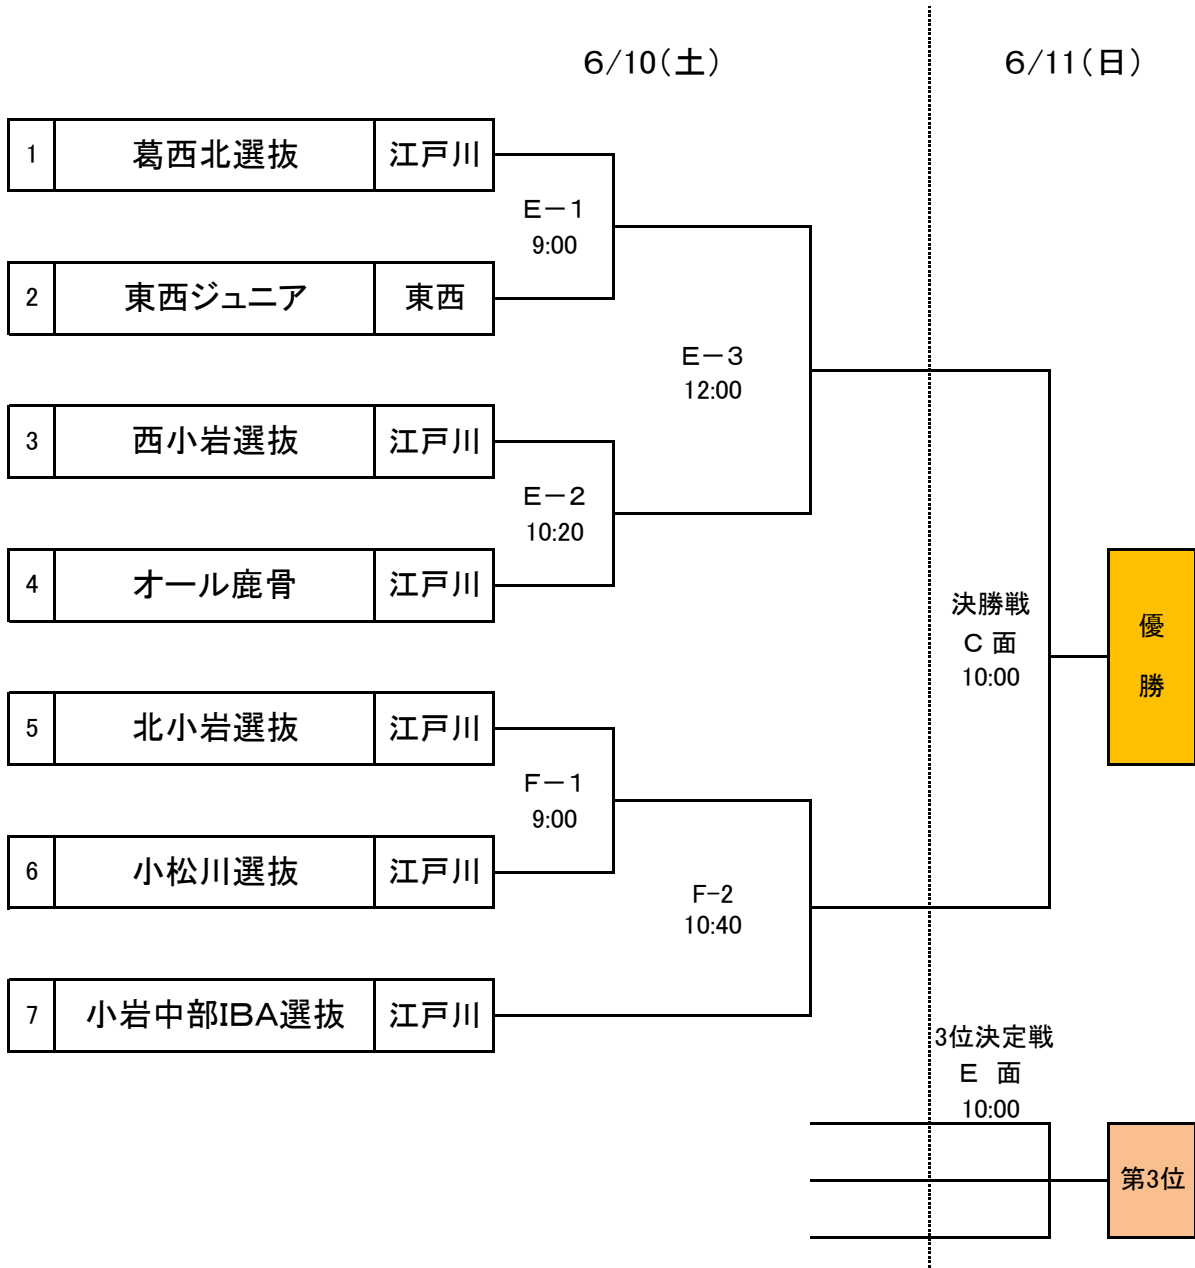 ６/10（土）
６/11（日）
1 葛西北選抜 江戸川
Ｅ－１
9:00
2 東西ジュニア 東西
Ｅ－３
12:00
3 西小岩選抜 江戸川
Ｅ－２
10:20
4 オール鹿骨 江戸川
決勝戦
Ｃ 面
10:00
優
勝
5 北小岩選抜 江戸川
Ｆ－１
9:00
6 小松川選抜 江戸川
F-2
10:40
7 小岩中部IBA選抜 江戸川
3位決定戦
Ｅ 面
10:00
第3位